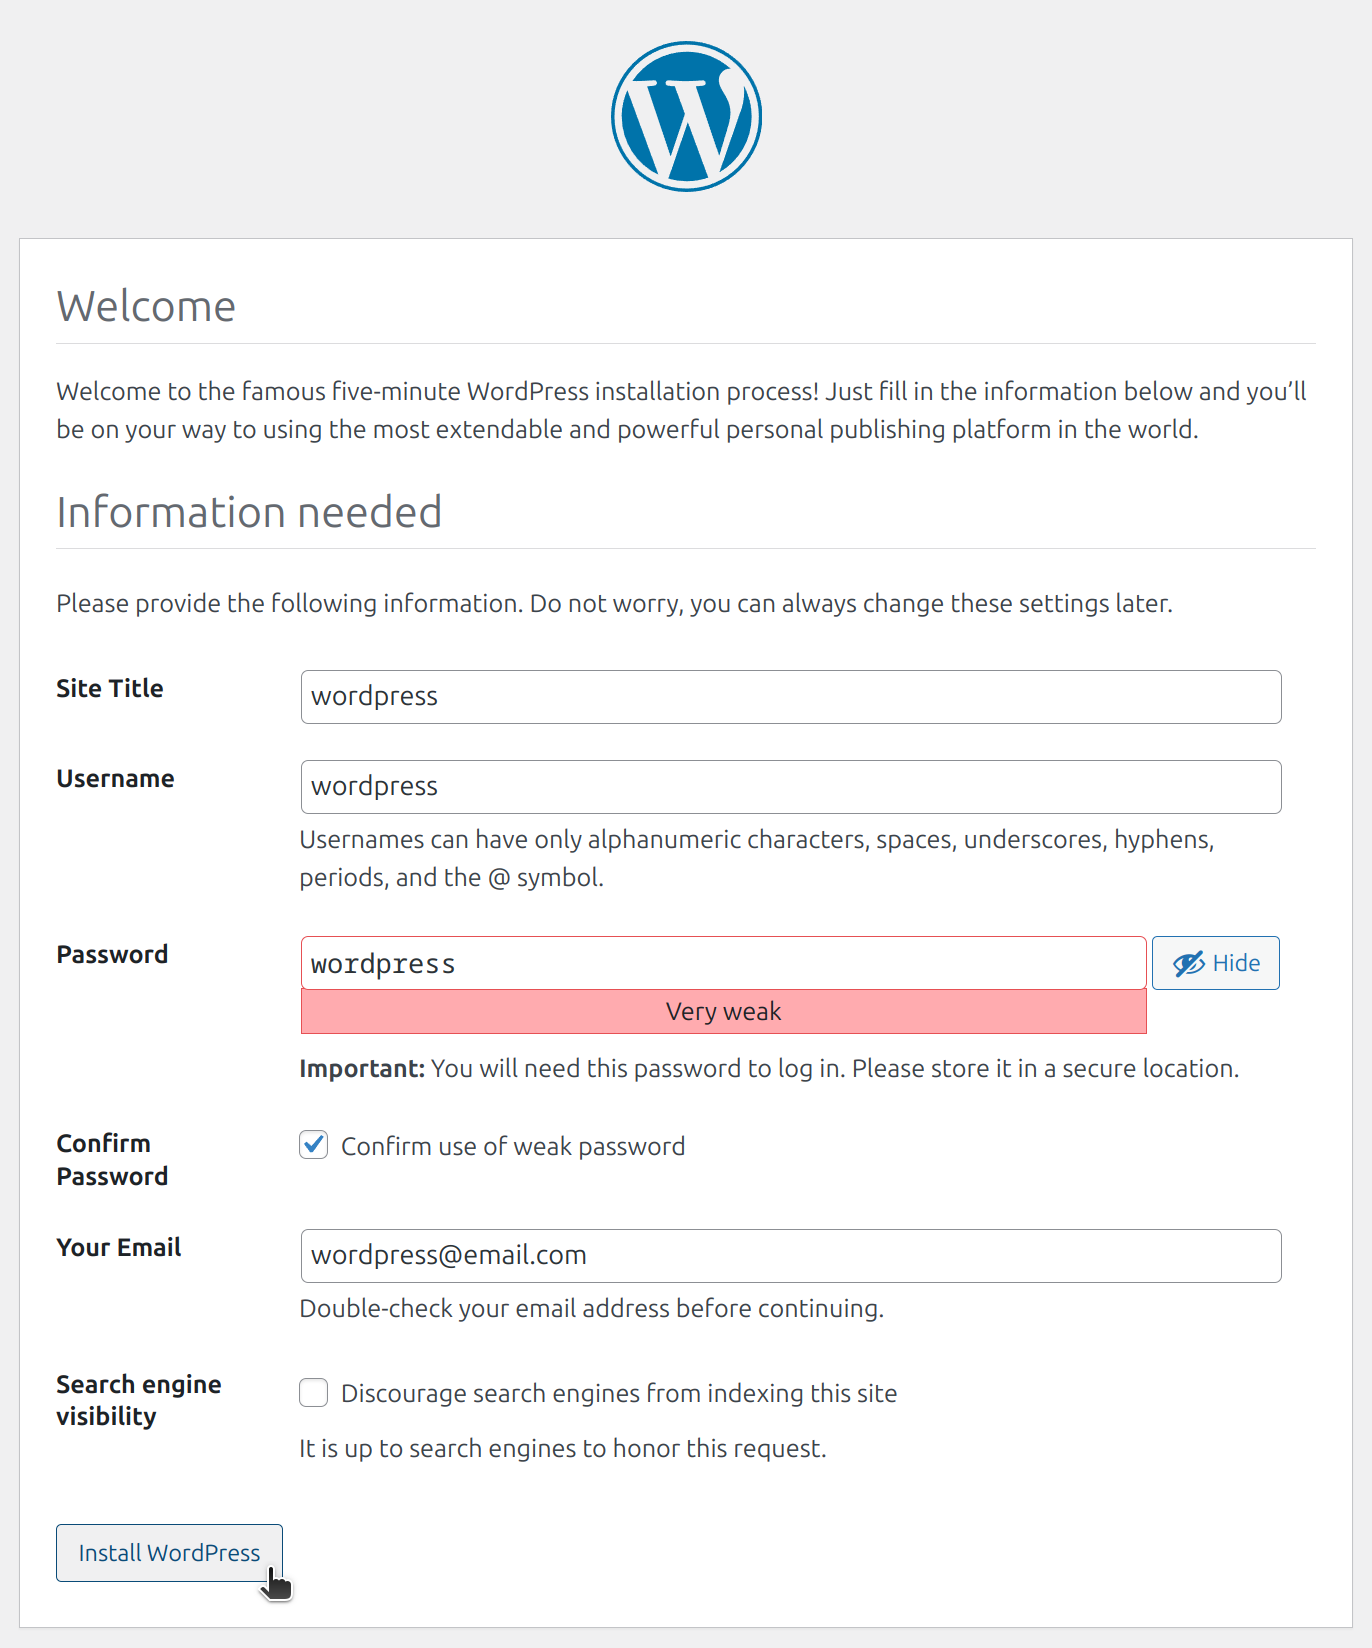 Welcome
Welcome to the famous five-minute WordPress installation process! Just fill in the information below and you’ll
be on your way to using the most extendable and powerful personal publishing platform in the world.
Information needed
Please provide the following information. Do not worry, you can always change these settings later.
Site Title
wordpress
Username
wordpress
Usernames can have only alphanumeric characters, spaces, underscores, hyphens,
periods, and the @ symbol.
Password
wordpress
Hide
Very weak
Important: You will need this password to log in. Please store it in a secure location.
Confirm
Password
Confirm use of weak password
Your Email
wordpress@email.com
Double-check your email address before continuing.
Search engine
visibility
Discourage search engines from indexing this site
It is up to search engines to honor this request.
Install WordPress